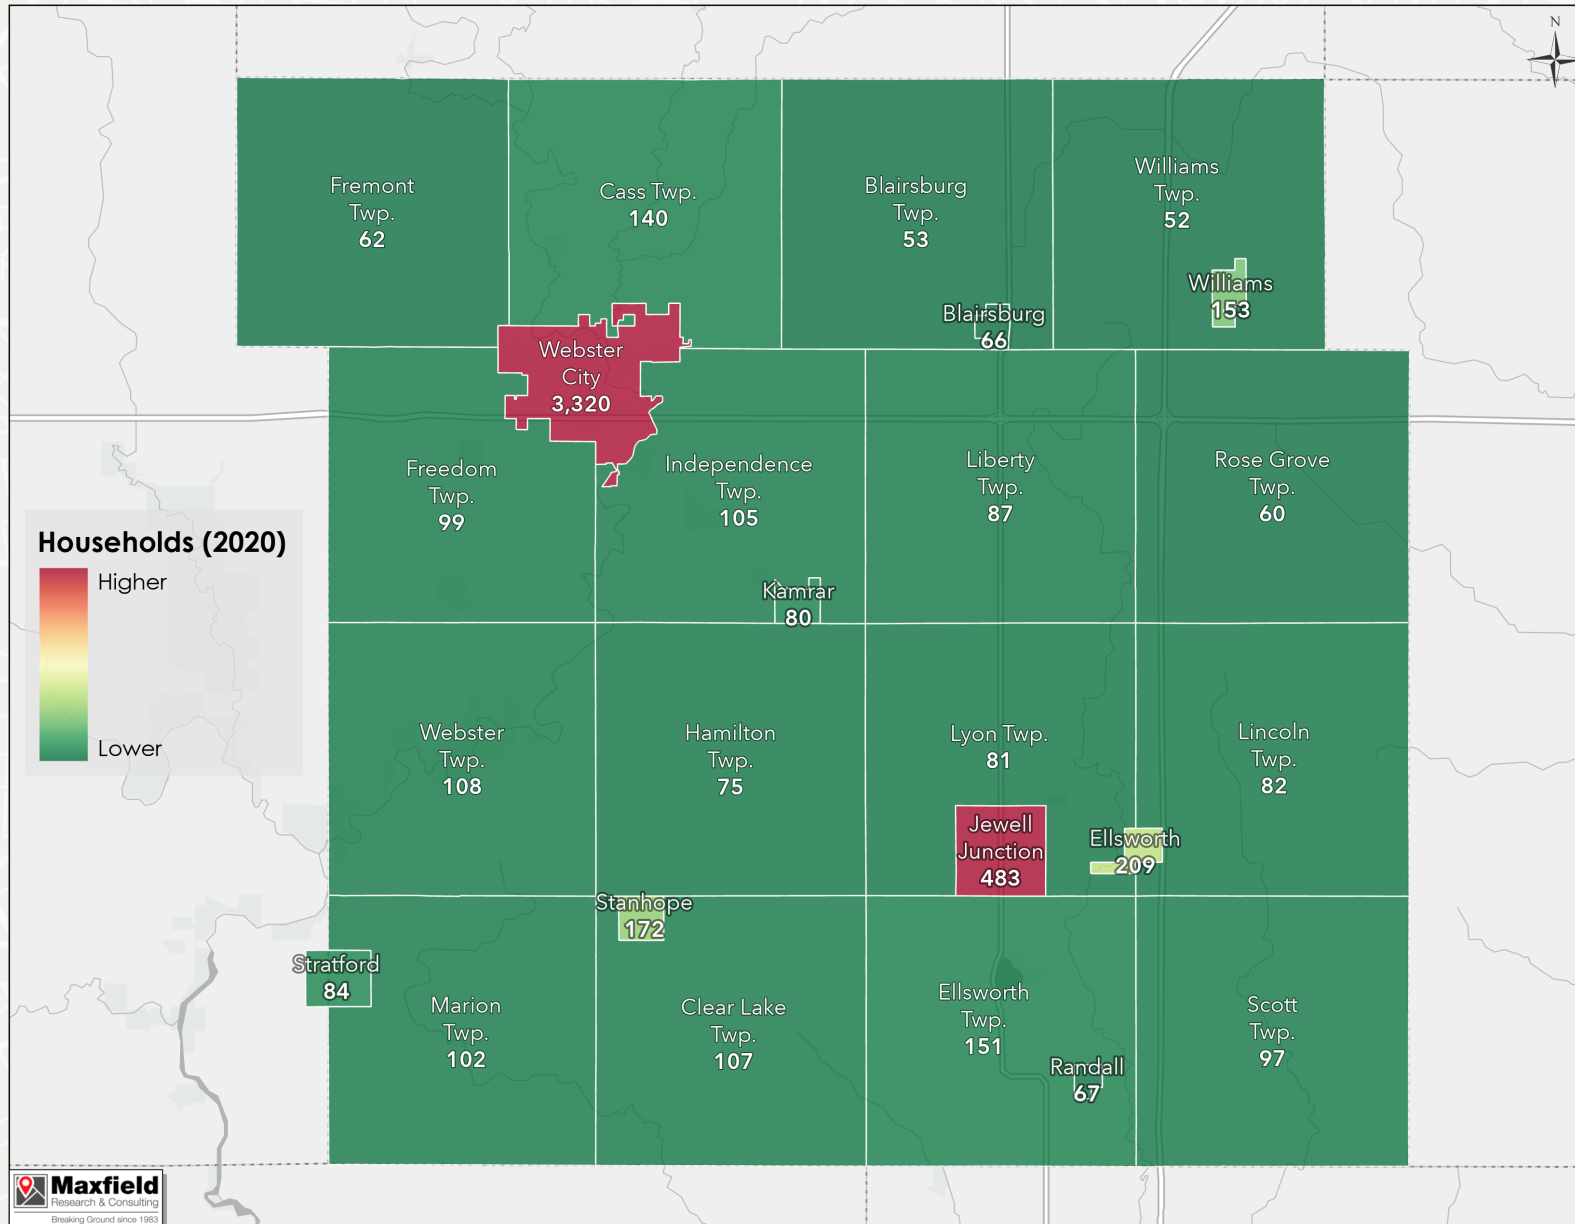 N
Fremont
Twp.
62
Cass Twp.
140
Blairsburg
Twp.
53
Williams
Twp.
52
Williams
153
Blairsburg
66
Webster
City
3,320
Freedom
Twp.
99
Independence
Twp.
105
Liberty
Twp.
87
Rose Grove
Twp.
60
Kamrar
80
Households (2020)
Higher
Lower
Webster
Twp.
108
Hamilton
Twp.
75
Lyon Twp.
81
Lincoln
Twp.
82
Jewell
Junction
483
Ellsworth
209
Stanhope
172
Stratford
84
Marion
Twp.
102
Clear Lake
Twp.
107
Ellsworth
Twp.
151
Randall
67
Scott
Twp.
97
Maxfield
Research & Consulting
Breaking Ground since 1983